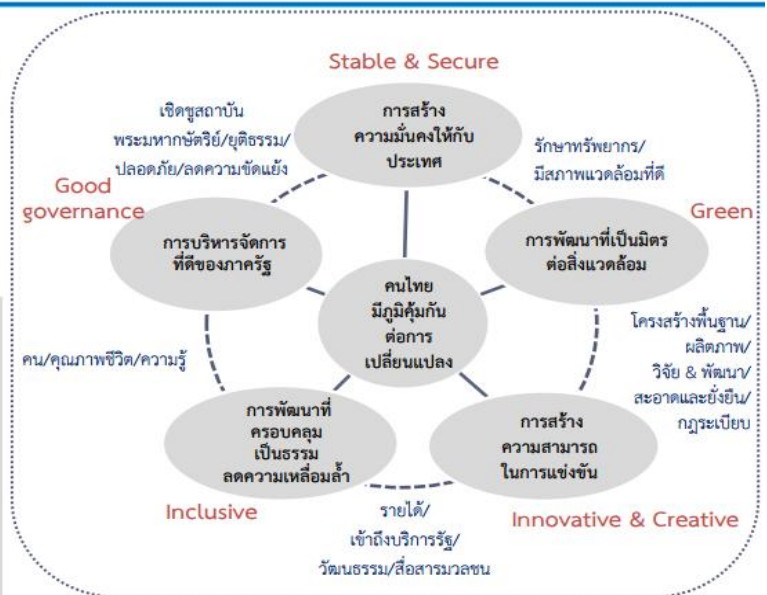 Stable & Secure
การสร้าง
ความมั่นคงให้กับ
ประเทศ
เชิดชูสถาบัน
พระมหากษัตริย์/ยุติธรรม/
ปลอดภัย/ลดความขัดแย้ง
รักษาทรัพยากร/
มีสภาพแวดล้อมที่ดี
Good
governance
การบริหารจัดการ
ที่ดีของภาครัฐ
Green
การพัฒนาที่เป็นมิตร
ต่อสิ่งแวดล้อม
คนไทย
มีภูมิคุ้มกัน
ต่อการ
เปลี่ยนแปลง
โครงสร้างพื้นฐาน/
ผลิตภาพ/
วิจัย & พัฒนา/
สะอาดและยั่งยืน/
กฎระเบียบ
คน/คุณภาพชีวิต/ความรู้
การพัฒนาที่
ครอบคลุม
เป็นธรรม
ลดความเหลื่อมล้ำ
การสร้าง
ความสามารถ
ในการแข่งขัน
Inclusive
รายได้/
เข้าถึงบริการรัฐ/
วัฒนธรรม/สื่อสารมวลชน
Innovative & Creative